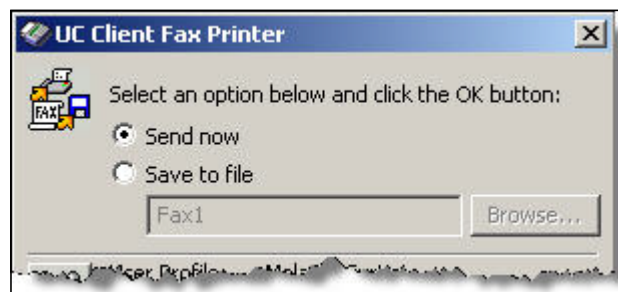 UC Client Fax Printer
FAX
Select an option below and click the OK button:
Send now
Save to file
Fax1 Browse...